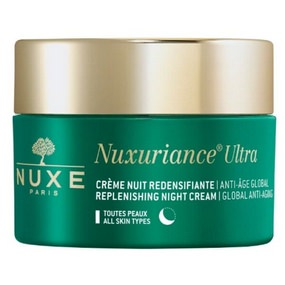 NUXE
PARIS
Nuxuriance® Ultra
CRÈME NUIT REDENSIFIANTE | ANTI-ÂGE GLOBAL
REPLENISHING NIGHT CREAM | GLOBAL ANTI-AGING
TOUTES PEAUX
ALL SKIN TYPES